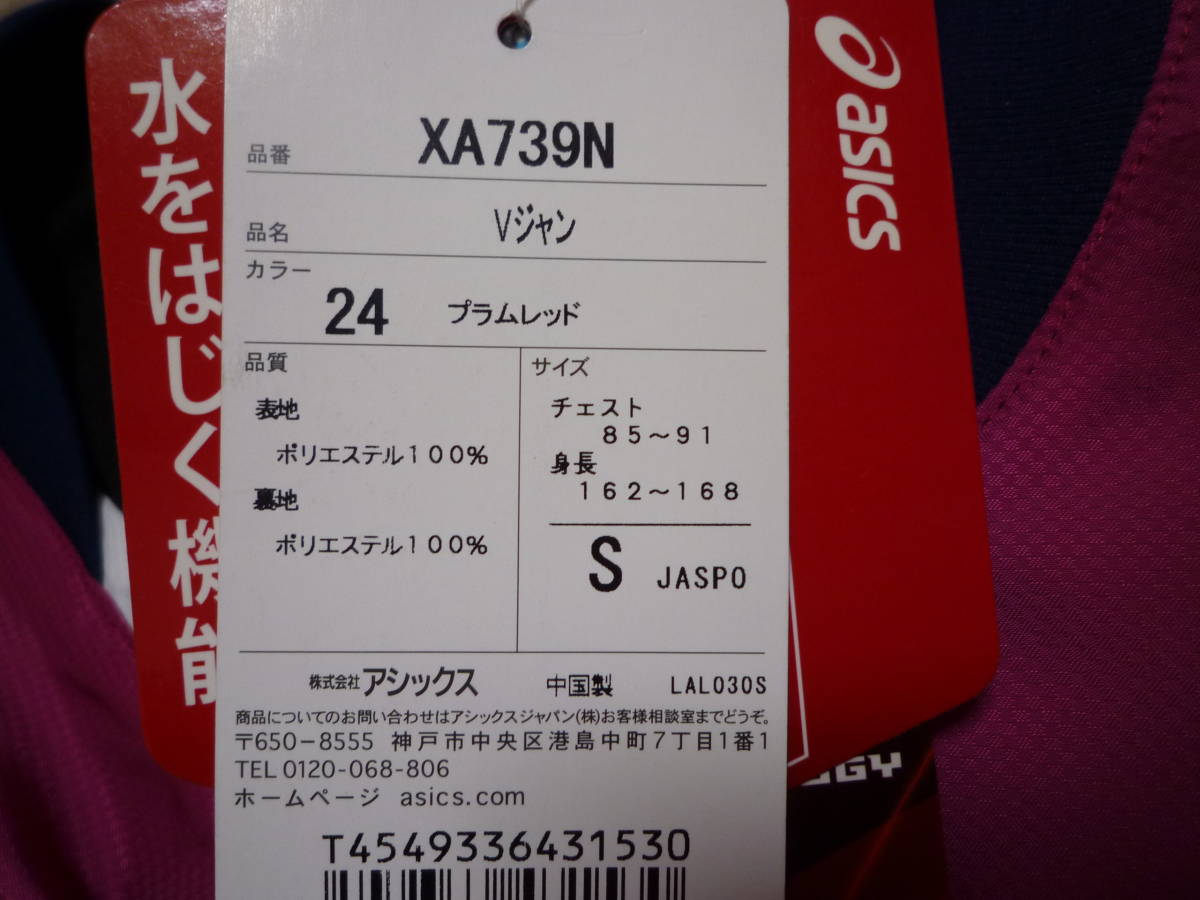 水をはじく機能
asics
品番 XA739N
品名 Vジャン
カラー
24 プラムレッド
品質
表地
ポリエステル100%
裏地
ポリエステル100%
サイズ
チェスト
85~91
身長
162~168
S JASPO
株式会社アシックス 中国製 LAL030S
商品についてのお問い合わせはアシックスジャパン(株)お客様相談室までどうぞ。
〒650-8555 神戸市中央区港島中町7丁目1番1
TEL 0120-068-806
ホームページ asics.com
T4549336431530